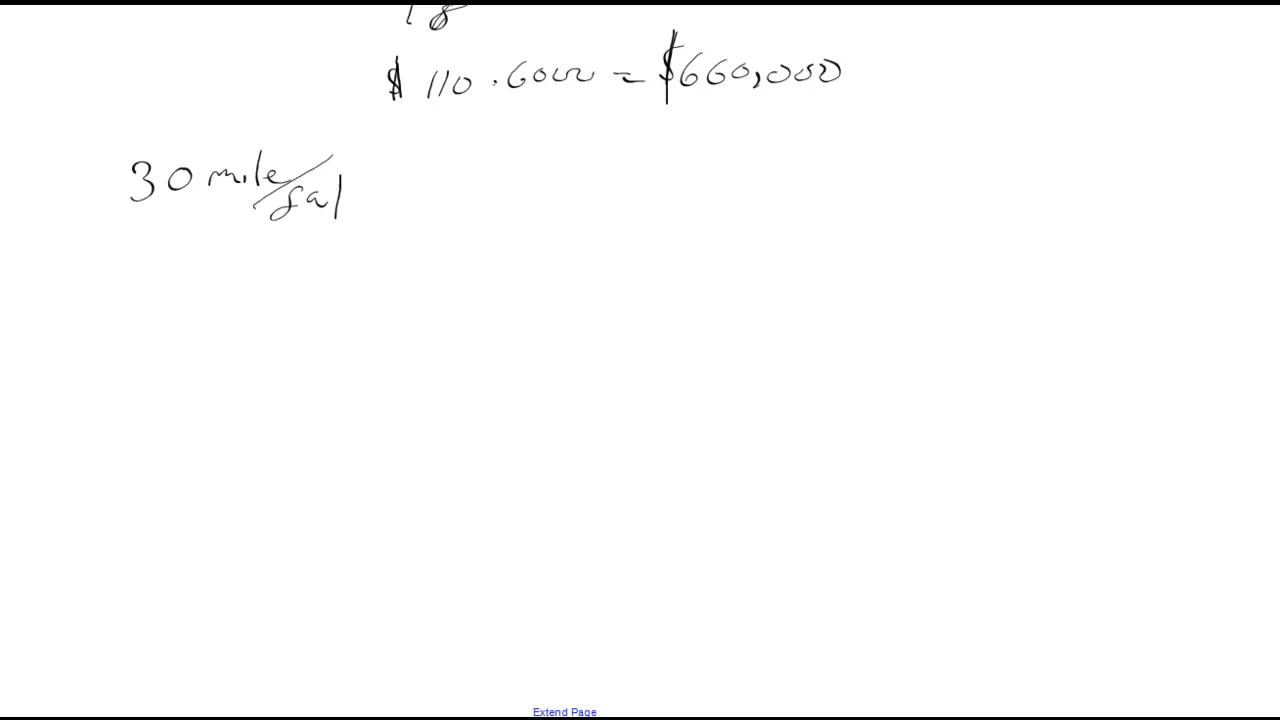 $ 110 . 6000 = $660,000
30 mile/gal
Extend Page